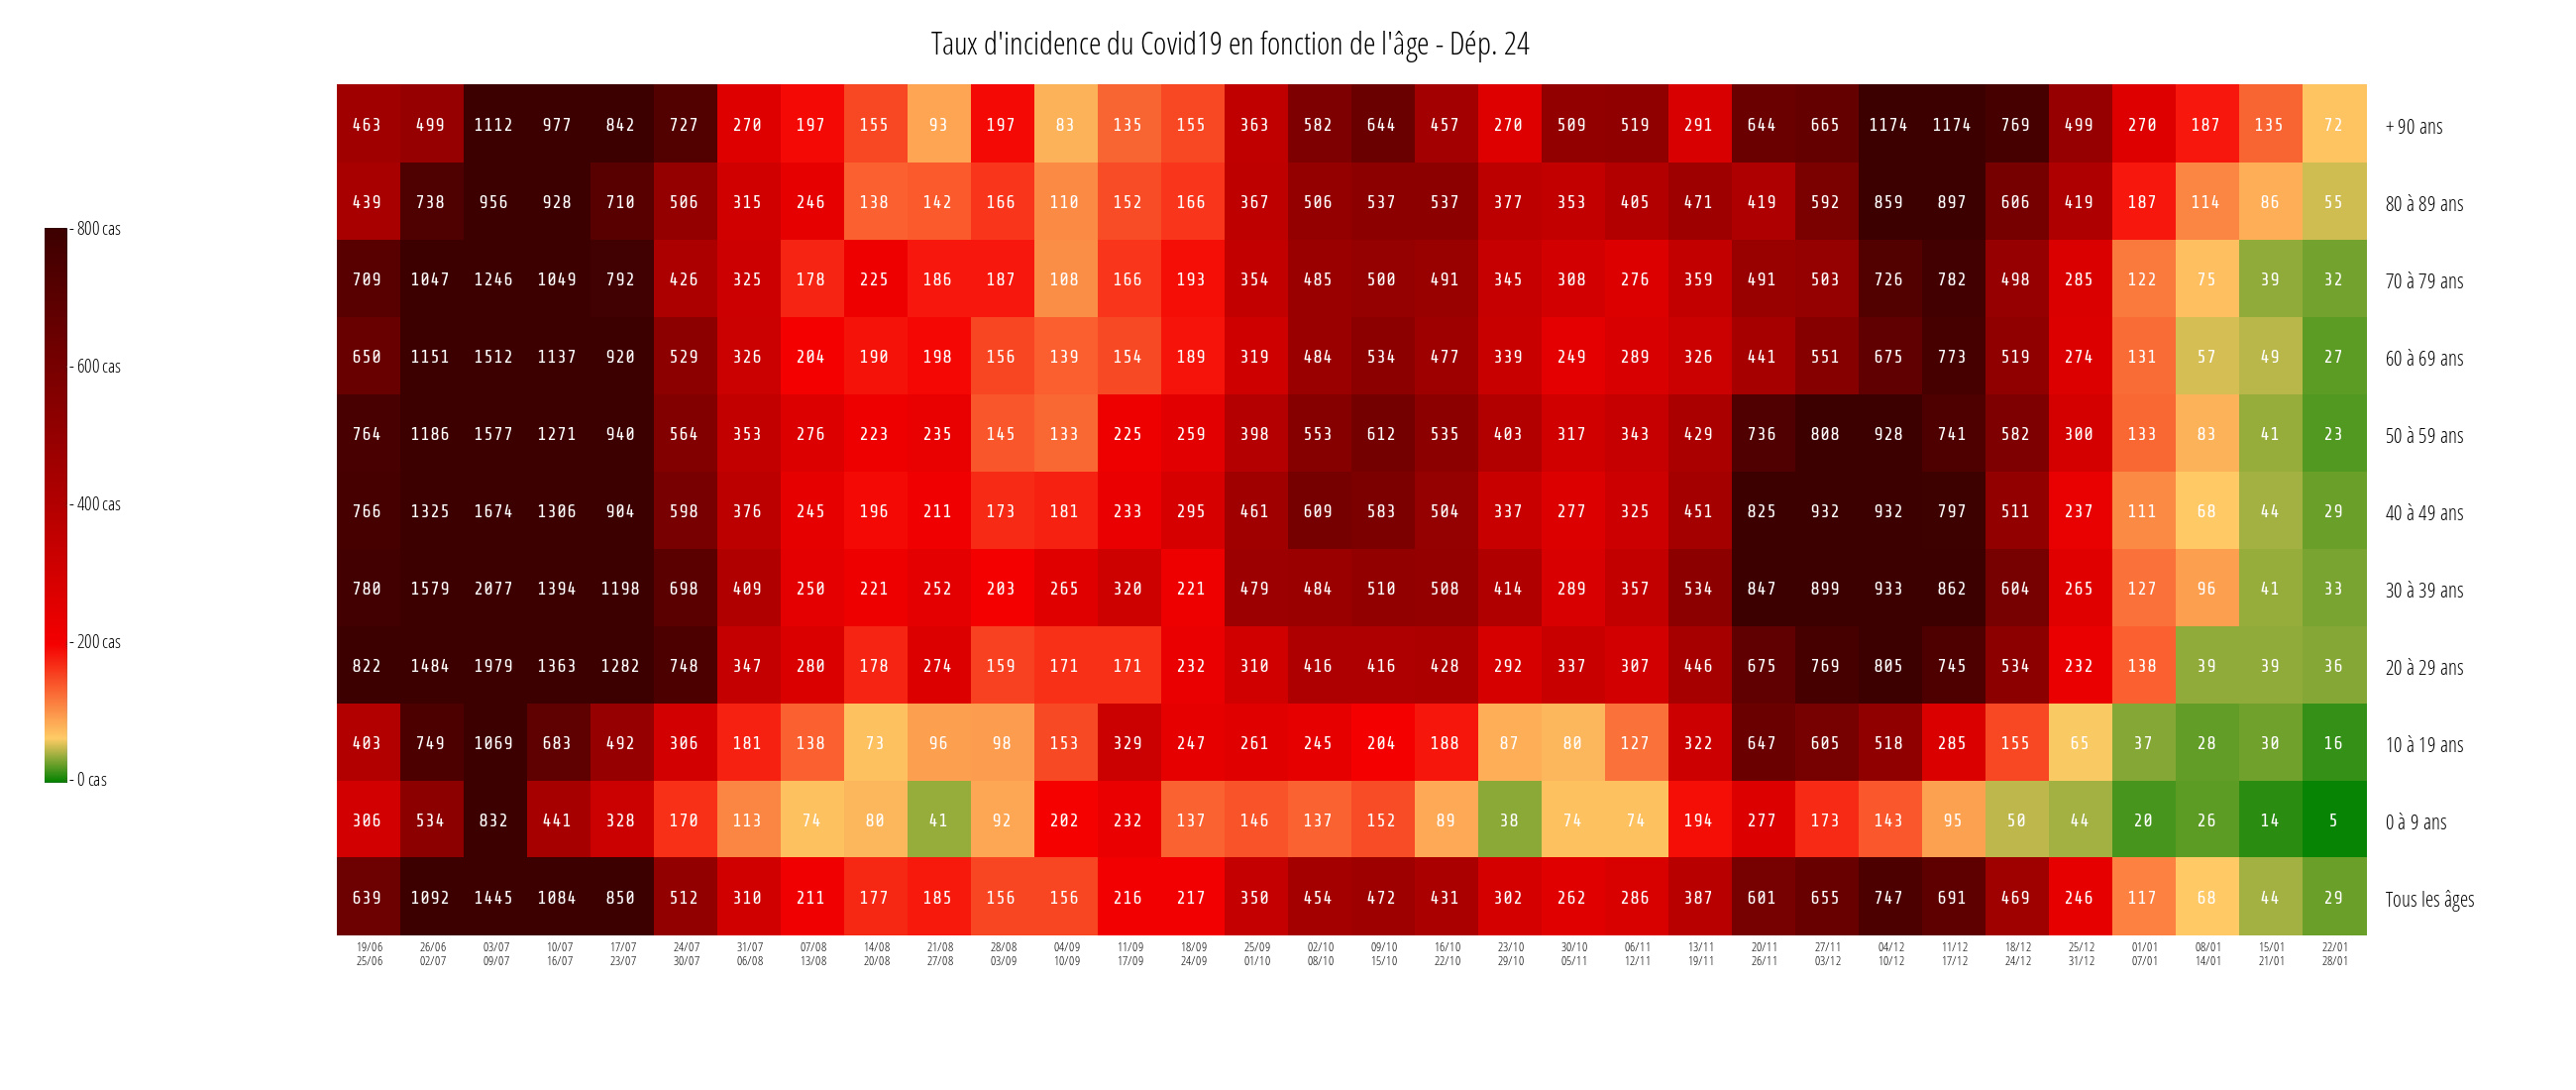 Taux d'incidence du Covid19 en fonction de l'âge - Dép. 24
- 800 cas
- 600 cas
- 400 cas
- 200 cas
- 0 cas
463 499 1112 977 842 727 270 197 155 93 197 83 135 155 363 582 644 457 270 509 519 291 644 665 1174 1174 769 499 270 187 135 72 + 90 ans
439 738 956 928 710 506 315 246 138 142 166 110 152 166 367 506 537 537 377 353 405 471 419 592 859 897 606 419 187 114 86 55 80 à 89 ans
709 1047 1246 1049 792 426 325 178 225 186 187 108 166 193 354 485 500 491 345 308 276 359 491 503 726 782 498 285 122 75 39 32 70 à 79 ans
650 1151 1512 1137 920 529 326 204 190 198 156 139 154 189 319 484 534 477 339 249 289 326 441 551 675 773 519 274 131 57 49 27 60 à 69 ans
764 1186 1577 1271 940 564 353 276 223 235 145 133 225 259 398 553 612 535 403 317 343 429 736 808 928 741 582 300 133 83 41 23 50 à 59 ans
766 1325 1674 1306 904 598 376 245 196 211 173 181 233 295 461 609 583 504 337 277 325 451 825 932 932 797 511 237 111 68 44 29 40 à 49 ans
780 1579 2077 1394 1198 698 409 250 221 252 203 265 320 221 479 484 510 508 414 289 357 534 847 899 933 862 604 265 127 96 41 33 30 à 39 ans
822 1484 1979 1363 1282 748 347 280 178 274 159 171 171 232 310 416 416 428 292 337 307 446 675 769 805 745 534 232 138 39 39 36 20 à 29 ans
403 749 1069 683 492 306 181 138 73 96 98 153 329 247 261 245 204 188 87 80 127 322 647 605 518 285 155 65 37 28 30 16 10 à 19 ans
306 534 832 441 328 170 113 74 80 41 92 202 232 137 146 137 152 89 38 74 74 194 277 173 143 95 50 44 20 26 14 5 0 à 9 ans
639 1092 1445 1084 850 512 310 211 177 185 156 156 216 217 350 454 472 431 302 262 286 387 601 655 747 691 469 246 117 68 44 29 Tous les âges
19/06 26/06 03/07 10/07 17/07 24/07 31/07 07/08 14/08 21/08 28/08 04/09 11/09 18/09 25/09 02/10 09/10 16/10 23/10 30/10 06/11 13/11 20/11 27/11 04/12 11/12 18/12 25/12 01/01 08/01 15/01 22/01
25/06 02/07 09/07 16/07 23/07 30/07 06/08 13/08 20/08 27/08 03/09 10/09 17/09 24/09 01/10 08/10 15/10 22/10 29/10 05/11 12/11 19/11 26/11 03/12 10/12 17/12 24/12 31/12 07/01 14/01 21/01 28/01